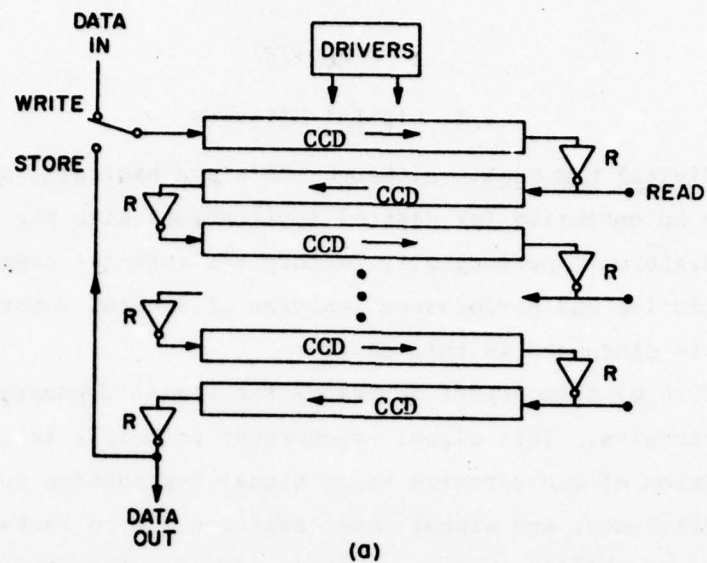 DATA
IN
DRIVERS
WRITE
CCD
STORE
R
CCD
READ
R
CCD
R
R
CCD
R
CCD
R
DATA
OUT
(a)